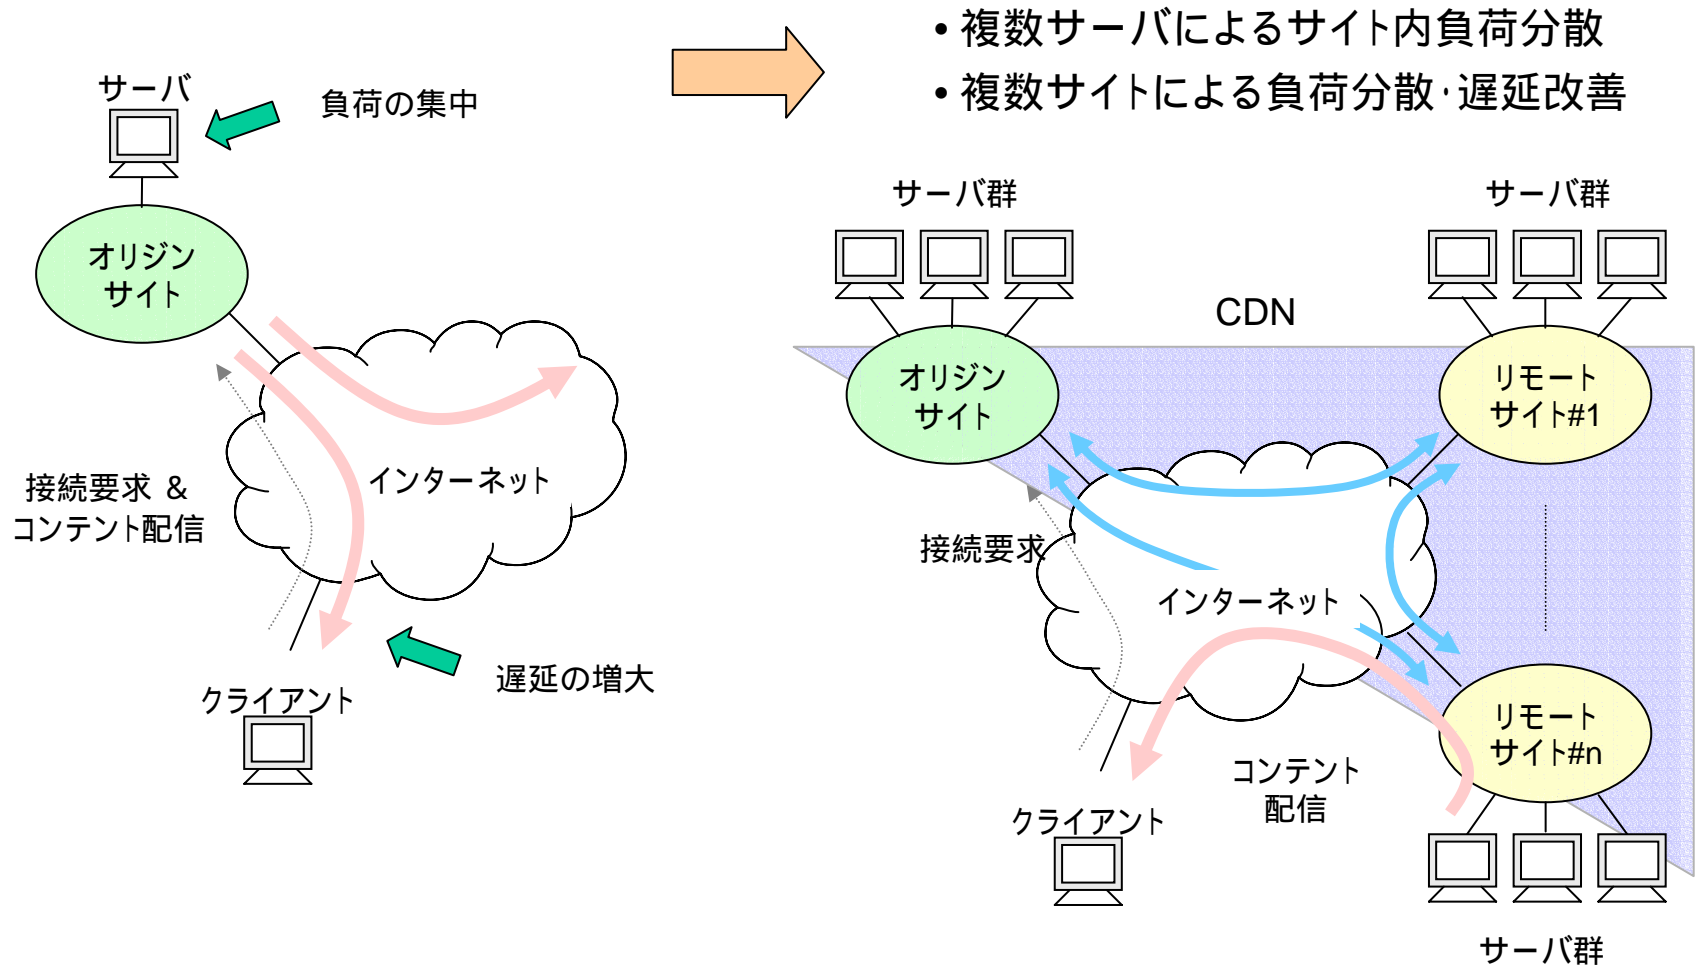 • 複数サーバによるサイト内負荷分散
• 複数サイトによる負荷分散・遅延改善
サーバ
負荷の集中
オリジン
サイト
インターネット
接続要求 &
コンテント配信
遅延の増大
クライアント
サーバ群
サーバ群
CDN
オリジン
サイト
リモート
サイト#1
接続要求
インターネット
リモート
サイト#n
コンテント
配信
クライアント
サーバ群